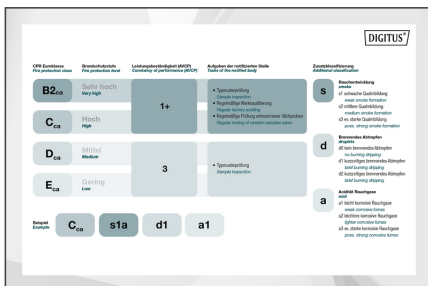 DIGITUS®
CPR Euroklasse
Fire protection class
Brandschutzstufe
Fire protection level
Leistungsbeständigkeit (AVCP)
Constancy of performance (AVCP)
Aufgaben der notifizierten Stelle
Tasks of the notified body
Zusatzklassifizierung
Additional classification
B2ca
Sehr hoch
Very high
Cca
Hoch
High
1+
• Typmusterprüfung
Sample inspection
• Regelmäßige Werksauditierung
Regular factory auditing
• Regelmäßige Prüfung entnommener Stichproben
Regular testing of random samples taken
Dca
Mittel
Medium
Eca
Gering
Low
3
• Typmusterprüfung
Sample inspection
s
Rauchentwicklung
smoke
s1 schwache Qualmbildung
weak smoke formation
s2 mittlere Qualmbildung
medium smoke formation
s3 ev. starke Qualmbildung
poss. strong smoke formation
d
Brennendes Abtropfen
droplets
d0 kein brennendes Abtropfen
no burning dripping
d1 kurzzeitiges brennendes Abtropfen
brief burning dripping
d2 kurzzeitiges brennendes Abtropfen
brief burning dripping
a
Acidität Rauchgase
acid
a1 leicht korrosive Rauchgase
weak corrosive fumes
a2 leichtere korrosive Rauchgase
lighter corrosive fumes
a3 ev. starke korrosive Rauchgase
poss. strong corrosive fumes
Beispiel
Example
Cca s1a d1 a1